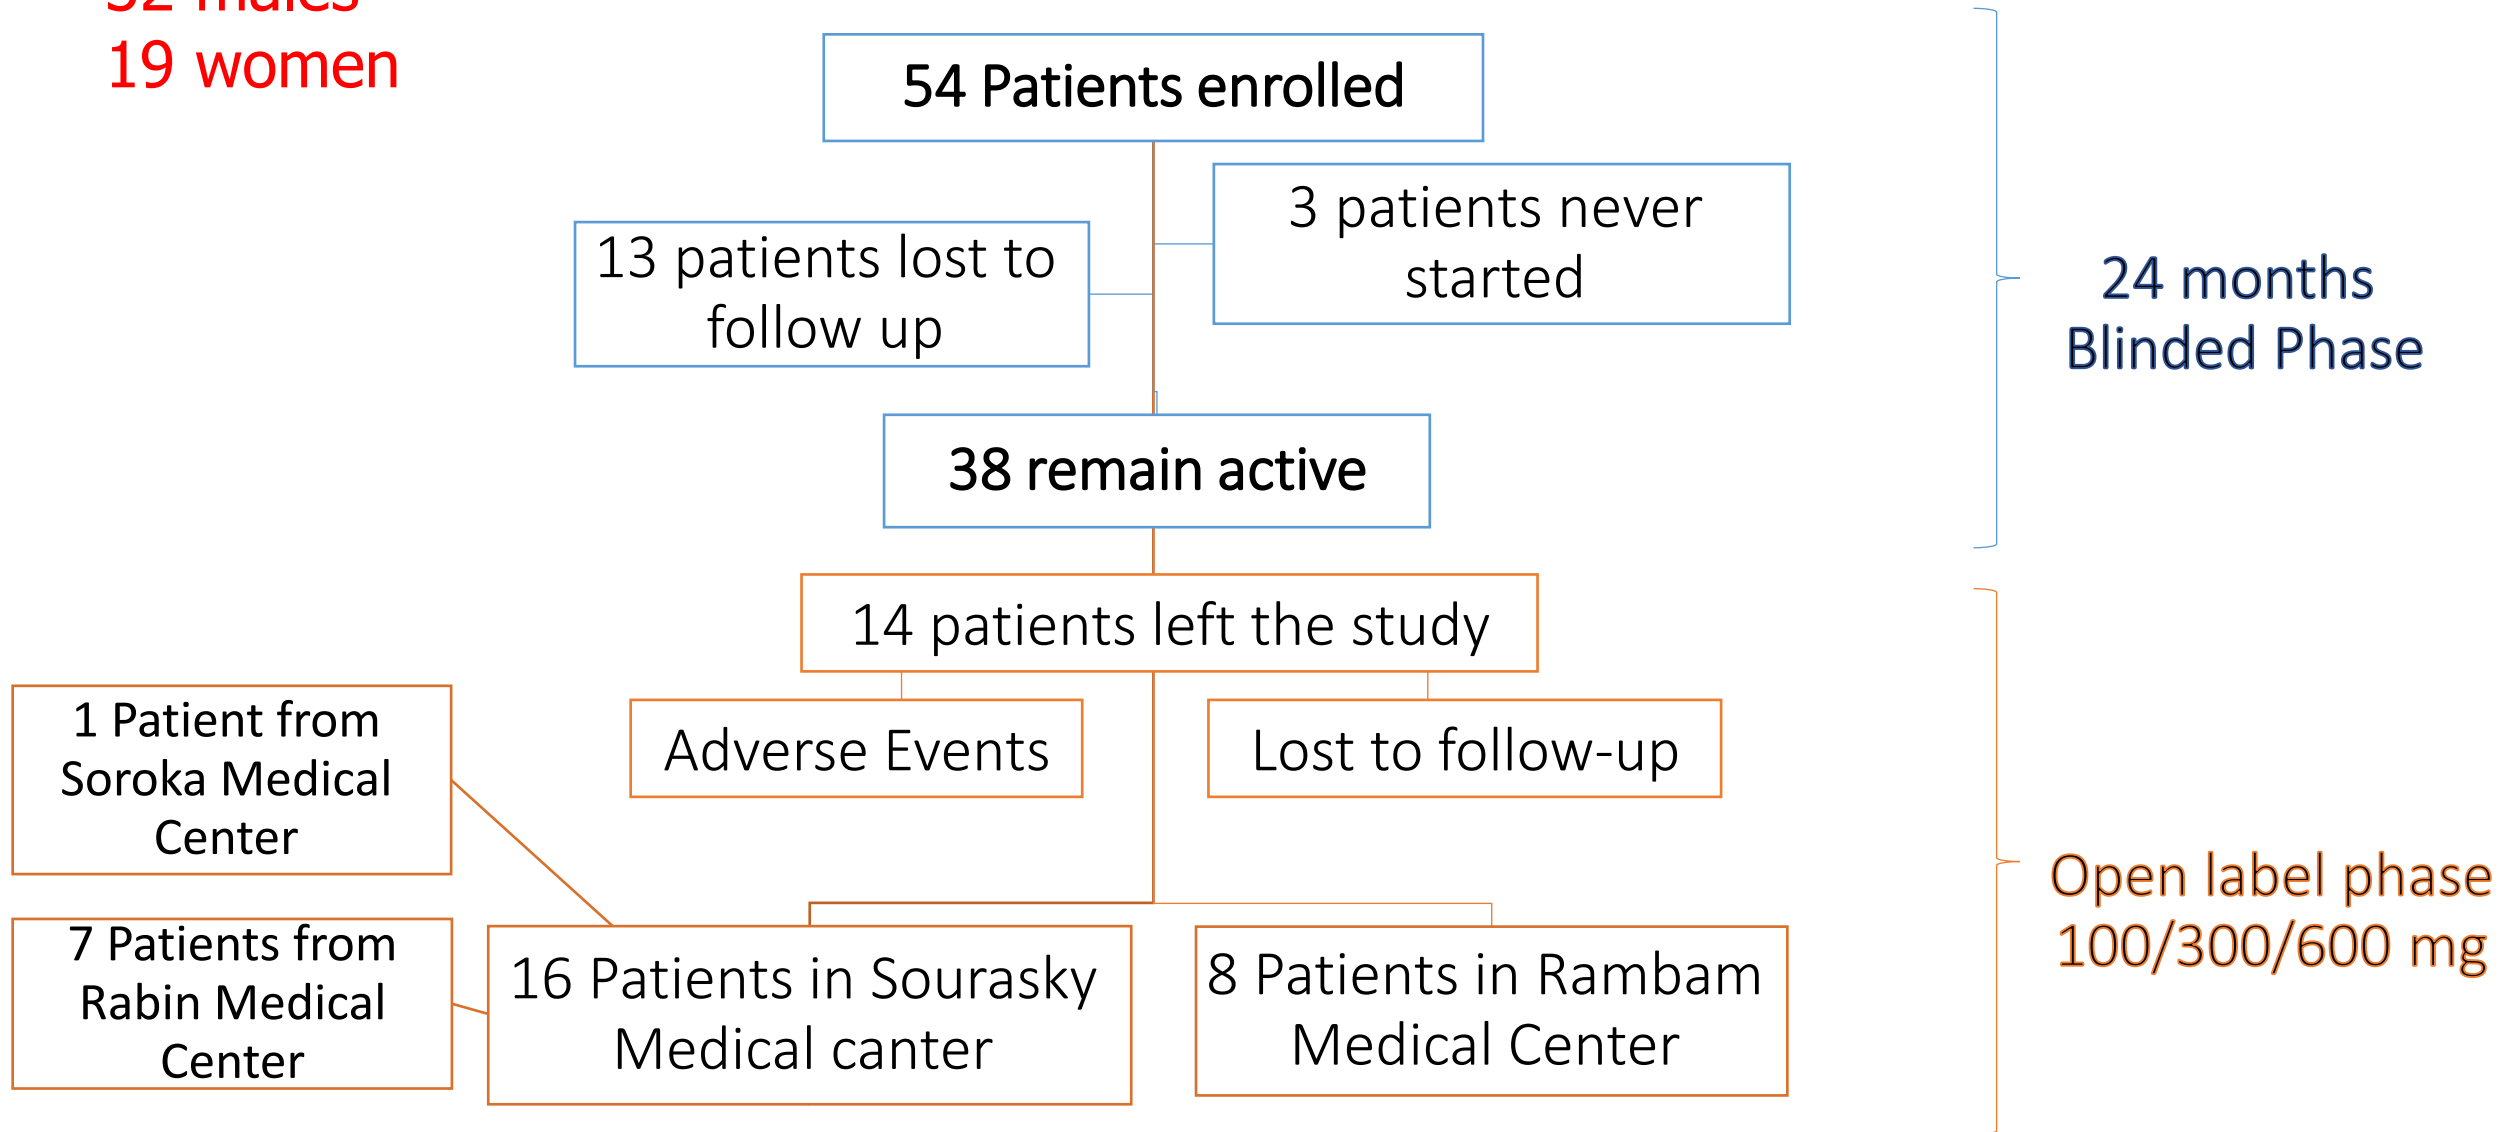 19 women
54 Patients enrolled
3 patients never
started
13 patients lost to
follow up
24 months
Blinded Phase
38 remain active
14 patients left the study
Adverse Events
Lost to follow-up
1 Patient from
Soroka Medical
Center
7 Patients from
Rabin Medical
Center
16 Patients in Sourasky
Medical canter
8 Patients in Rambam
Medical Center
Open label phase
100/300/600 mg